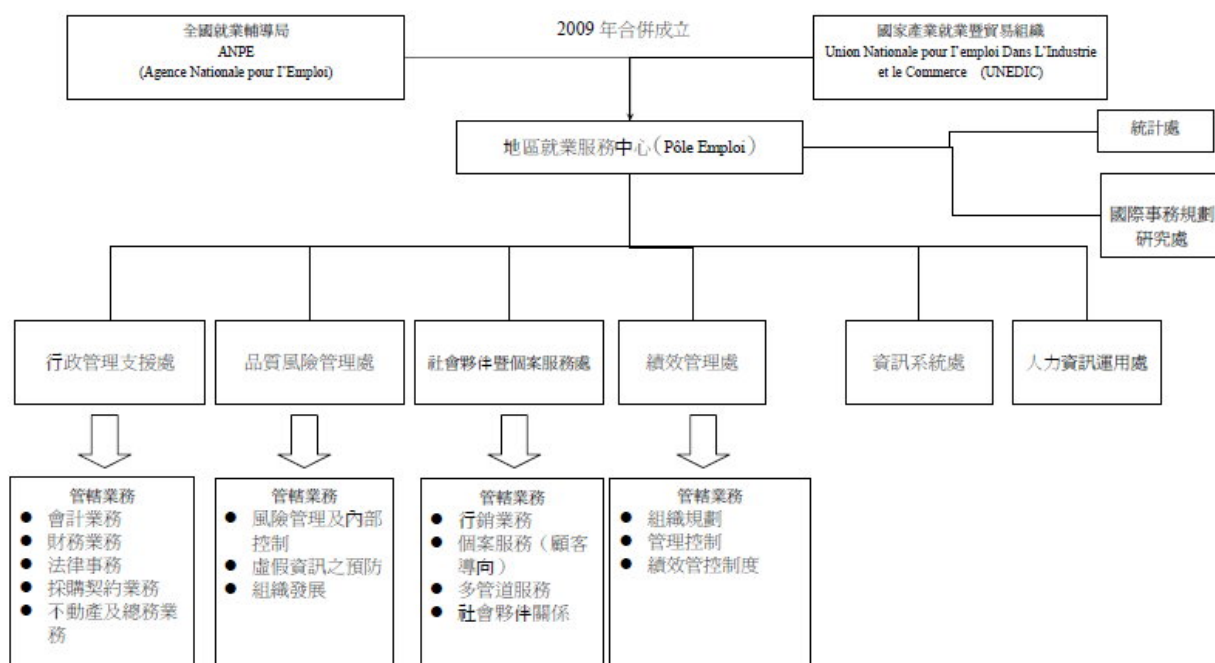 全國就業輔導局
ANPE
(Agence Nationale pour I'Emploi)
2009 年合併成立
國家產業就業暨貿易組織
Union Nationale pour I'emploi Dans L'Industrie
et le Commerce (UNEDIC)
地區就業服務中心(Pôle Emploi)
統計處
國際事務規劃
研究處
行政管理支援處
品質風險管理處
社會夥伴暨個案服務處
績效管理處
資訊系統處
人力資訊運用處
管轄業務
● 會計業務
● 財務業務
● 法律事務
● 採購契約業務
● 不動產及總務業
務
管轄業務
● 風險管理及內部
控制
● 虛假資訊之預防
● 組織發展
管轄業務
● 行銷業務
● 個案服務(顧客
導向)
● 多管道服務
● 社會夥伴關係
管轄業務
● 組織規劃
● 管理控制
● 績效管控制度